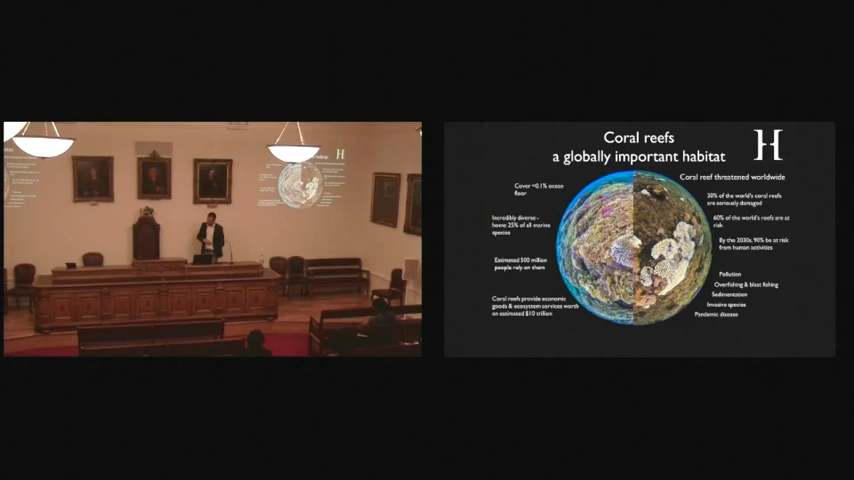 Coral reefs
a globally important habitat
H
Cover <0.1% ocean
floor
Incredibly diverse -
home 25% of all marine
species
Estimated 500 million
people rely on them
Coral reefs provide economic
goods & ecosystem services worth
an estimated $10 trillion
Coral reef threatened worldwide
30% of the world's coral reefs
are seriously damaged
60% of the world's reefs are at
risk
By the 2030s, 90% be at risk
from human activities
Pollution
Overfishing & blast fishing
Sedimentation
Invasive species
Pandemic disease